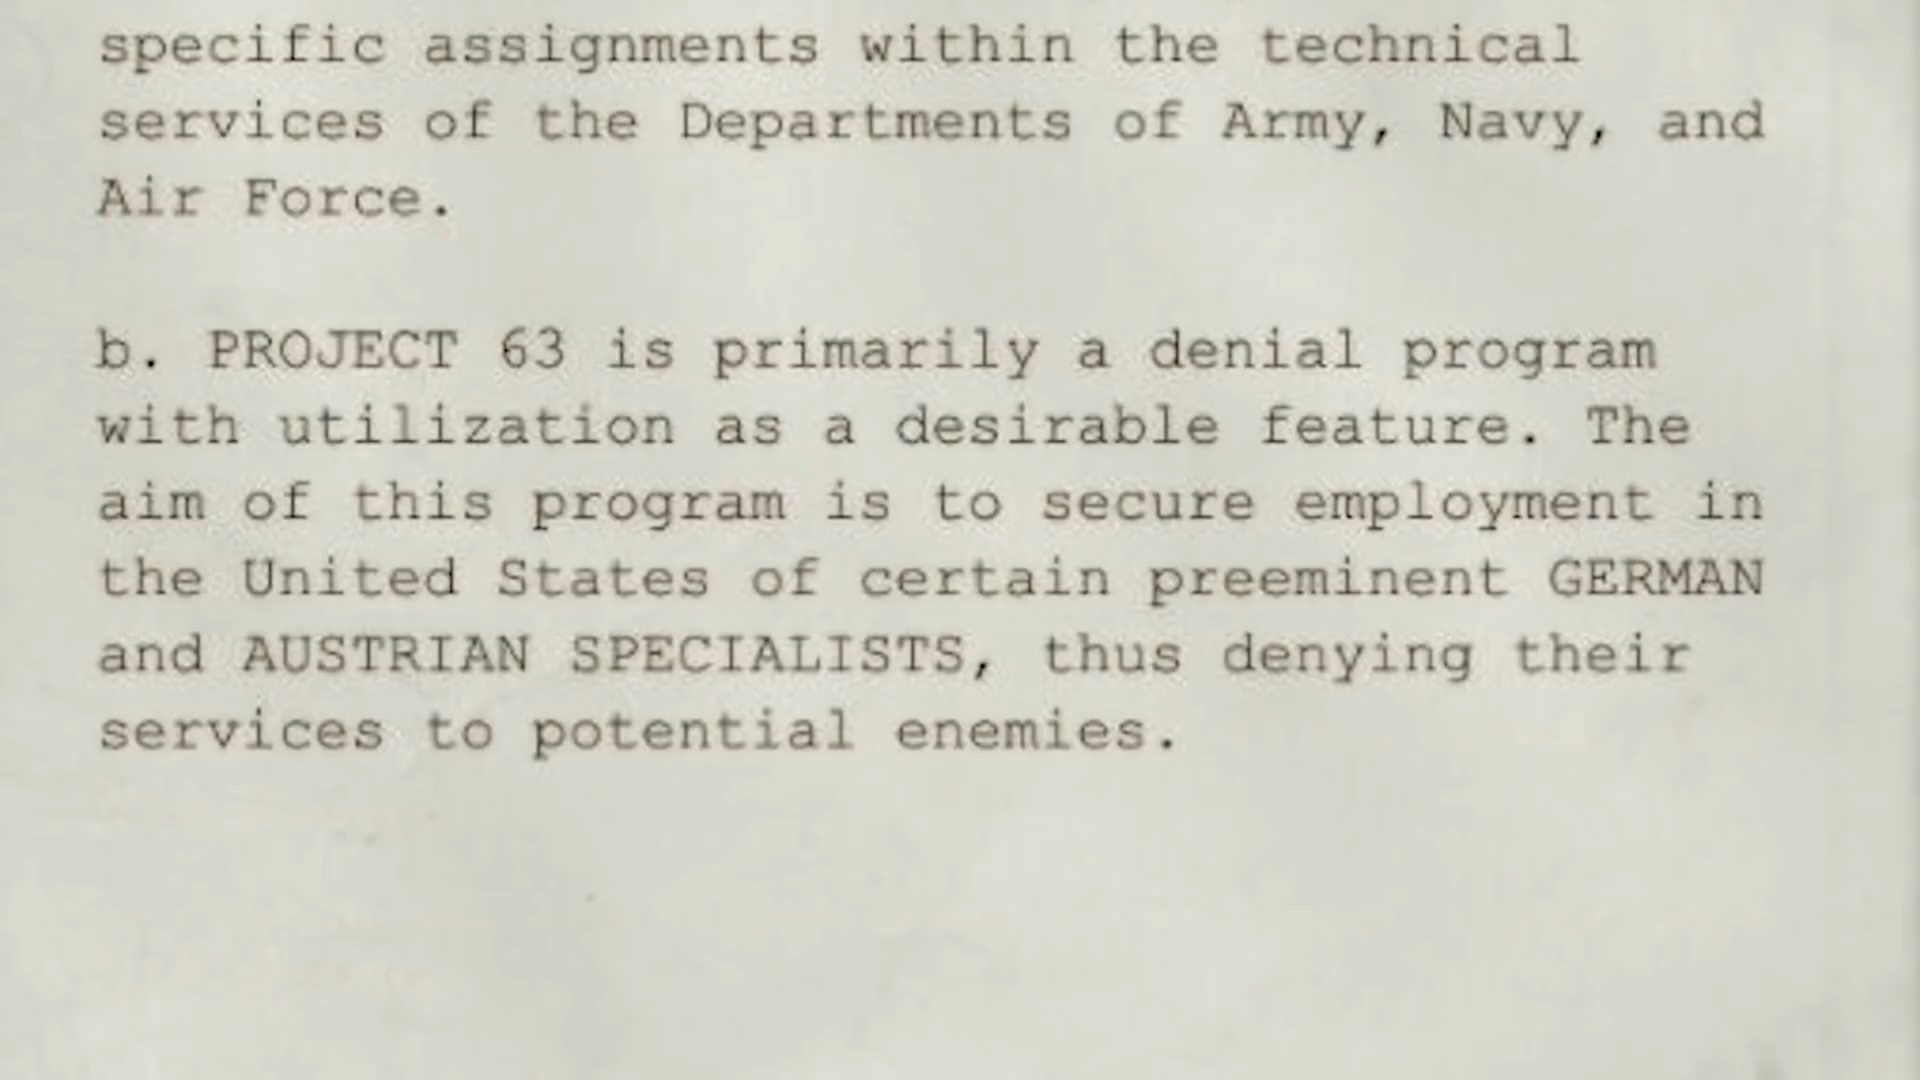 specific assignments within the technical
services of the Departments of Army, Navy, and
Air Force.
b. PROJECT 63 is primarily a denial program
with utilization as a desirable feature. The
aim of this program is to secure employment in
the United States of certain preeminent GERMAN
and AUSTRIAN SPECIALISTS, thus denying their
services to potential enemies.